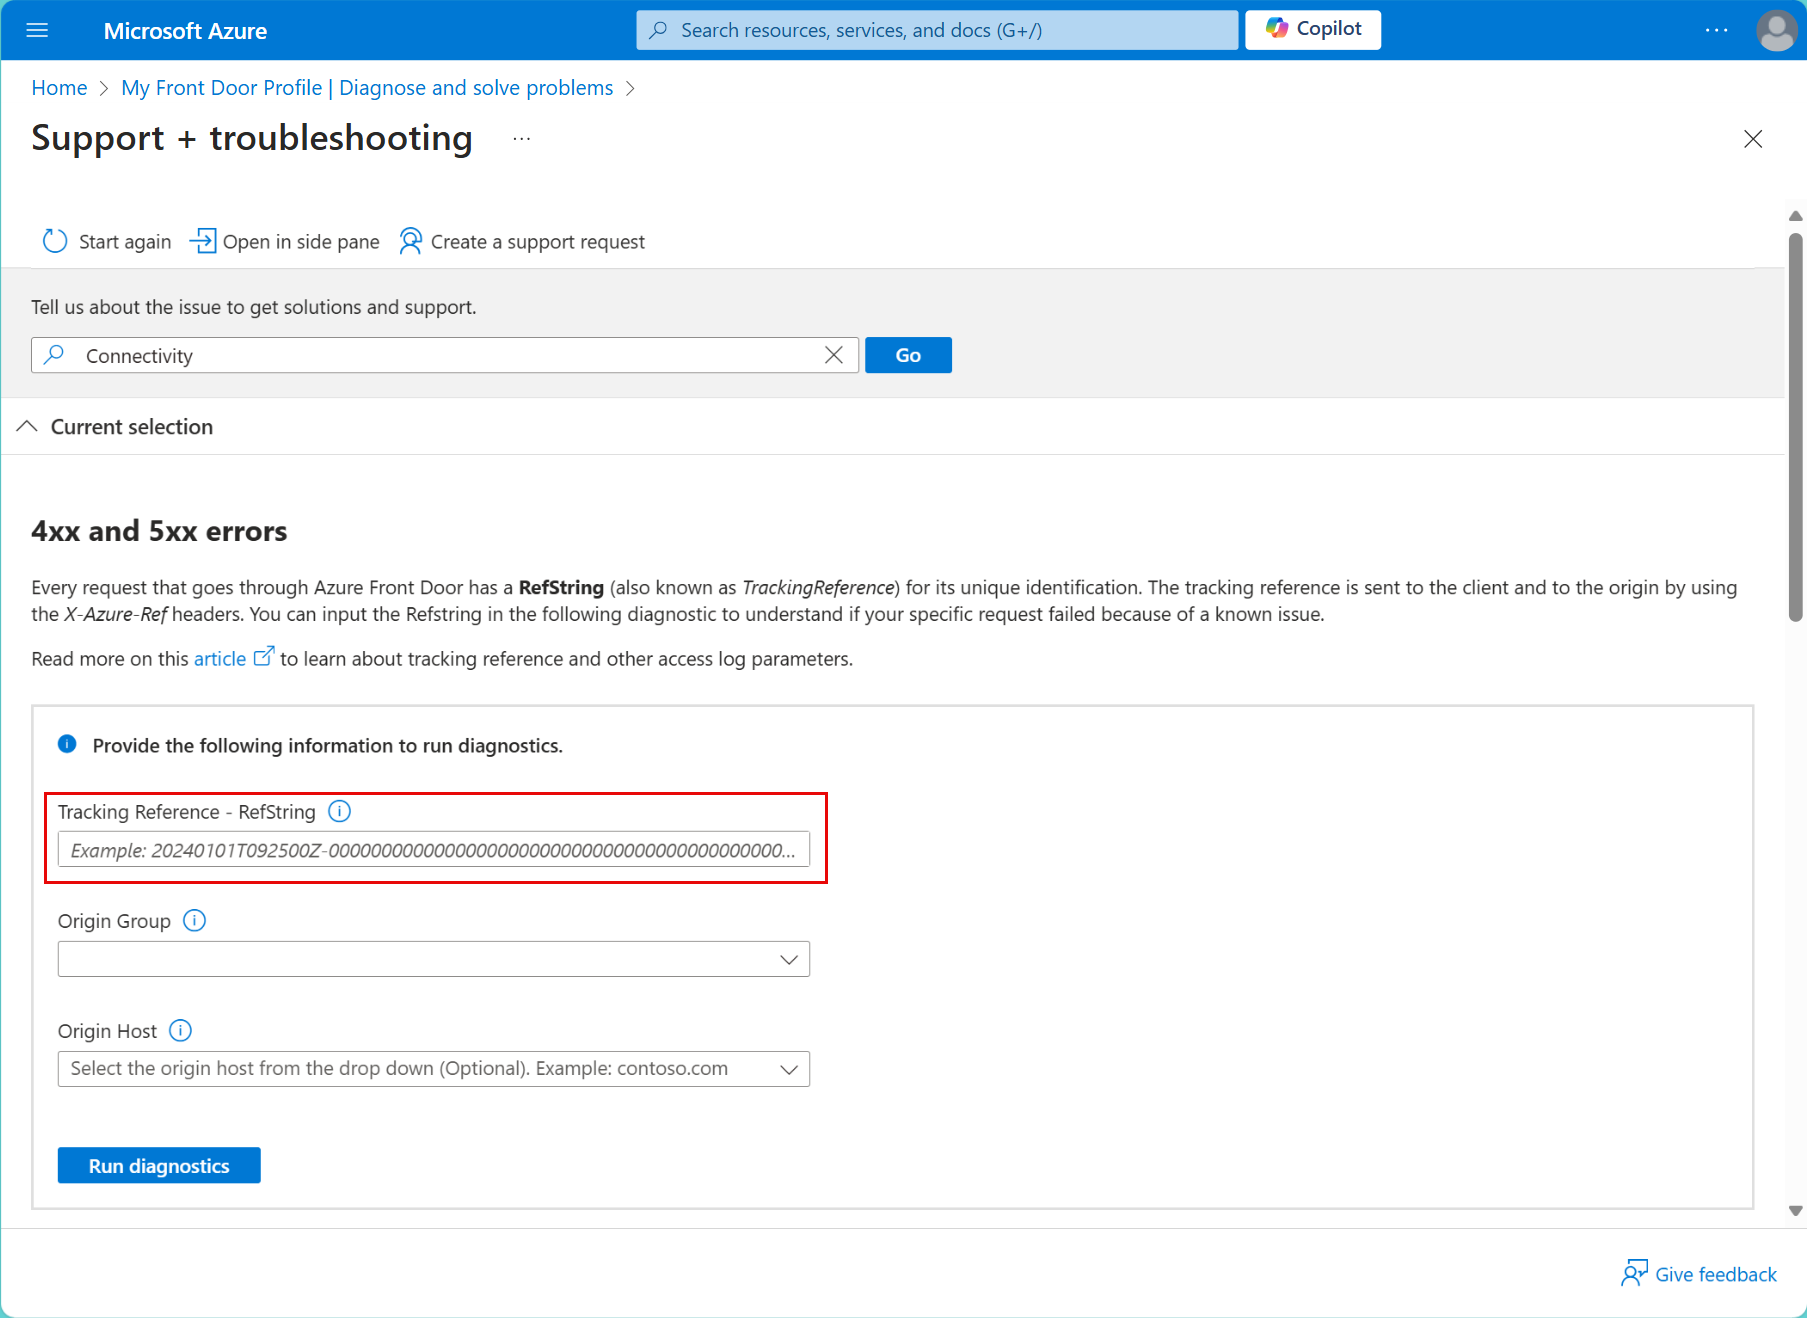 Microsoft Azure
Search resources, services, and docs (G+/)
Copilot
Home > My Front Door Profile | Diagnose and solve problems >
Support + troubleshooting ...
Start again
Open in side pane
Create a support request
Tell us about the issue to get solutions and support.
Connectivity
Go
Current selection
4xx and 5xx errors
Every request that goes through Azure Front Door has a RefString (also known as TrackingReference) for its unique identification. The tracking reference is sent to the client and to the origin by using
the X-Azure-Ref headers. You can input the Refstring in the following diagnostic to understand if your specific request failed because of a known issue.
Read more on this article to learn about tracking reference and other access log parameters.
Provide the following information to run diagnostics.
Tracking Reference - RefString
Example: 20240101T092500Z-0000000000000000000000000000000000000000000...
Origin Group
Origin Host
Select the origin host from the drop down (Optional). Example: contoso.com
Run diagnostics
Give feedback